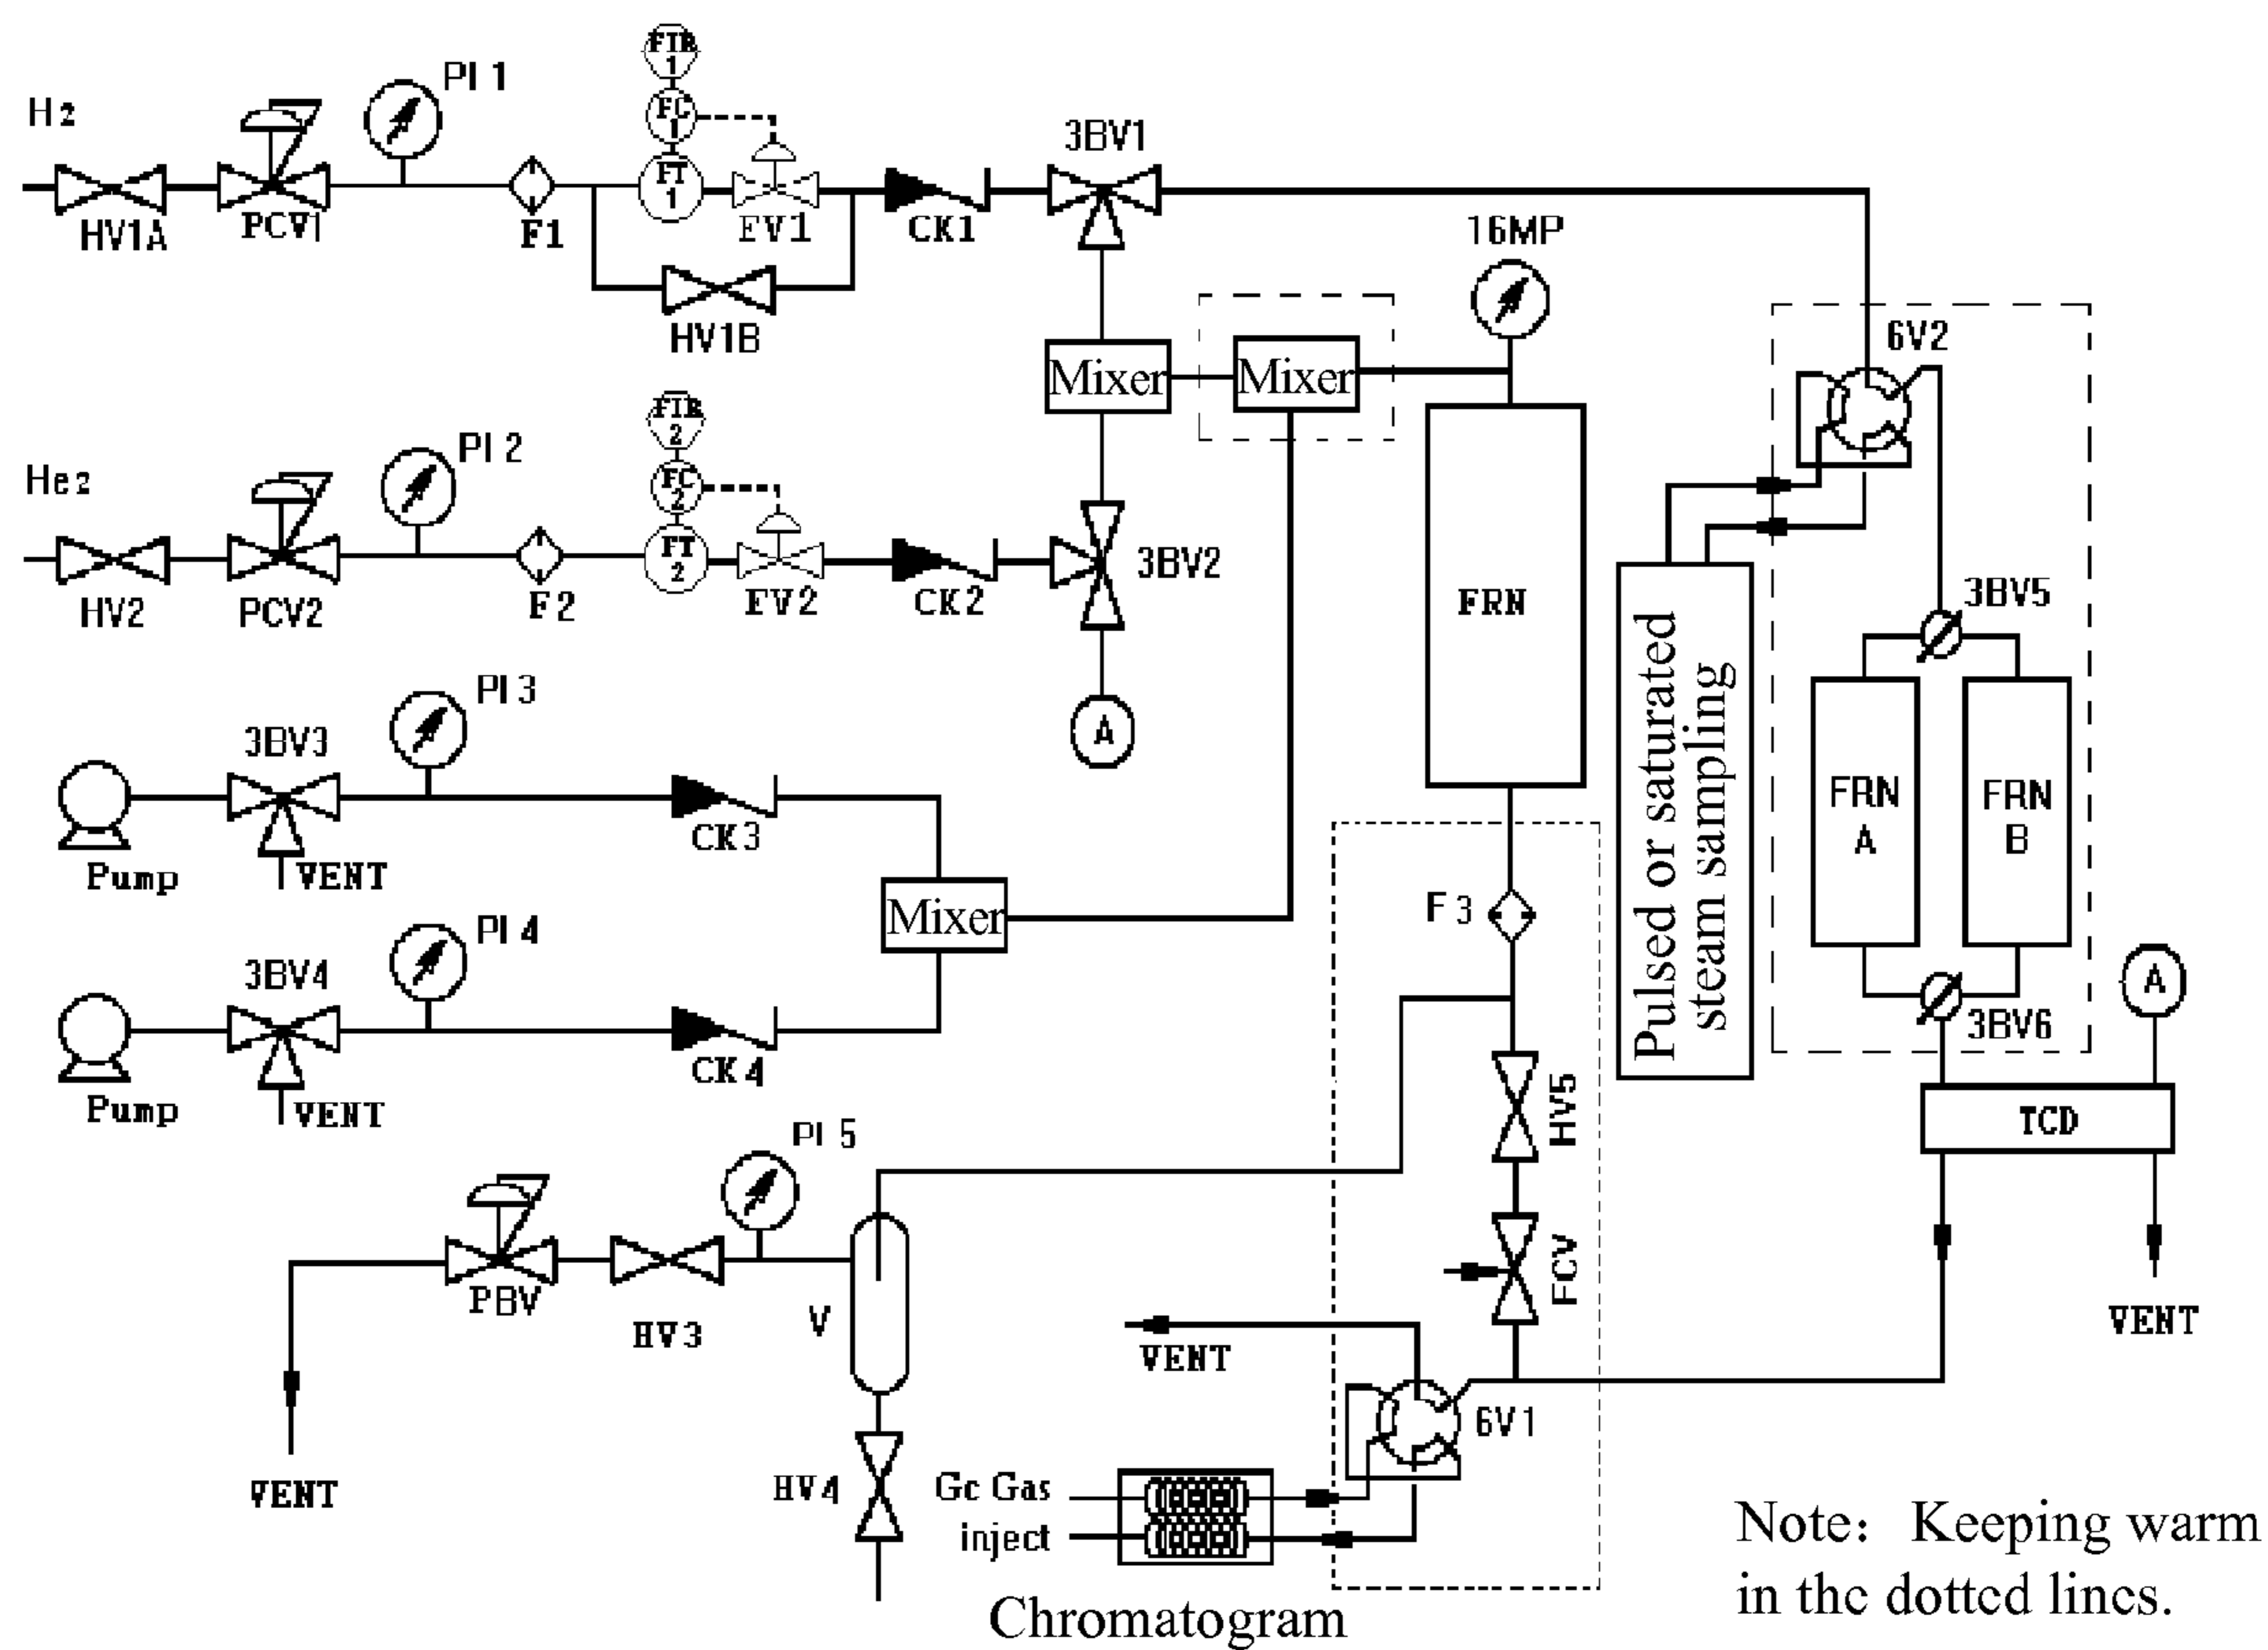 H2
HV1A
PCV1
PI 1
F1
FIR
1
FC
1
FT
1
FV1
HV1B
CK1
3BV1
16MP
6V2
Mixer
Mixer
He2
HV2
PCV2
PI 2
F2
FIR
2
FC
2
FT
2
FV2
CK2
3BV2
A
FRN
Pulsed or saturated
steam sampling
3BV5
FRN
A
FRN
B
3BV6
A
TCD
VENT
Pump
3BV3
VENT
PI 3
CK3
Mixer
Pump
3BV4
VENT
PI 4
CK4
F 3
HV5
FCV
PI 5
PBV
HV3
V
HV4
VENT
VENT
6V1
Gc Gas
inject
Chromatogram
Note: Keeping warm
in the dotted lines.